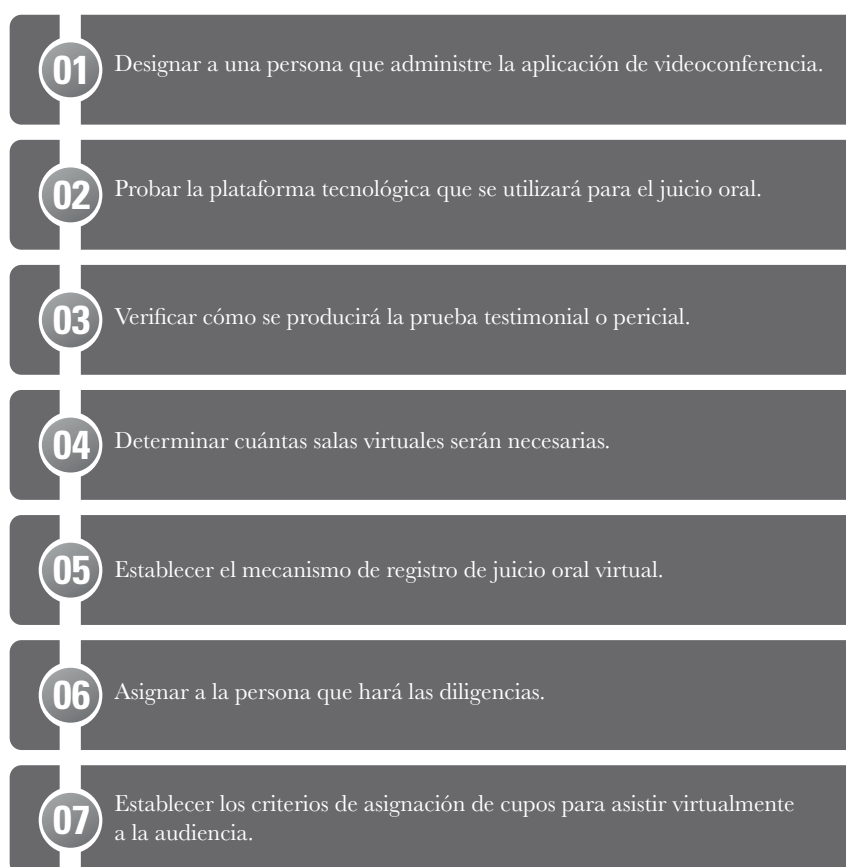 01 Designar a una persona que administre la aplicación de videoconferencia.
02 Probar la plataforma tecnológica que se utilizará para el juicio oral.
03 Verificar cómo se producirá la prueba testimonial o pericial.
04 Determinar cuántas salas virtuales serán necesarias.
05 Establecer el mecanismo de registro de juicio oral virtual.
06 Asignar a la persona que hará las diligencias.
07 Establecer los criterios de asignación de cupos para asistir virtualmente
a la audiencia.